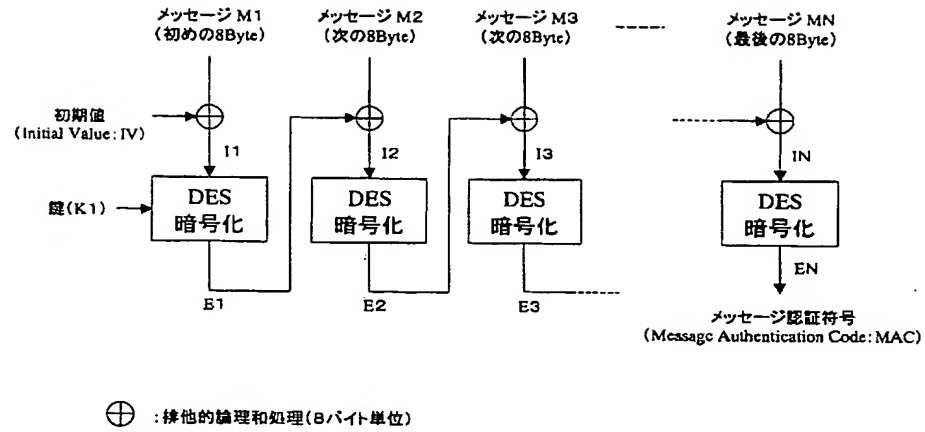 メッセージ M1
(初めの8Byte)
メッセージ M2
(次の8Byte)
メッセージ M3
(次の8Byte)
メッセージ MN
(最後の8Byte)
初期値
(Initial Value: IV)
I1
I2
I3
IN
鍵(K1)
DES
暗号化
DES
暗号化
DES
暗号化
DES
暗号化
E1
E2
E3
EN
メッセージ認証符号
(Message Authentication Code: MAC)
:排他的論理和処理(8バイト単位)